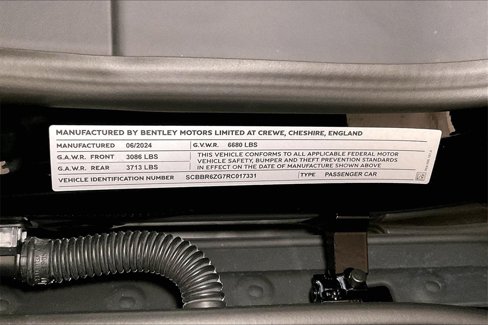 MANUFACTURED BY BENTLEY MOTORS LIMITED AT CREWE, CHESHIRE, ENGLAND
MANUFACTURED 06/2024 G.V.W.R. 6680 LBS
G.A.W.R. FRONT 3086 LBS
G.A.W.R. REAR 3713 LBS
THIS VEHICLE CONFORMS TO ALL APPLICABLE FEDERAL MOTOR
VEHICLE SAFETY, BUMPER AND THEFT PREVENTION STANDARDS
IN EFFECT ON THE DATE OF MANUFACTURE SHOWN ABOVE
VEHICLE IDENTIFICATION NUMBER SCBBR6ZG7RC017331 TYPE PASSENGER CAR